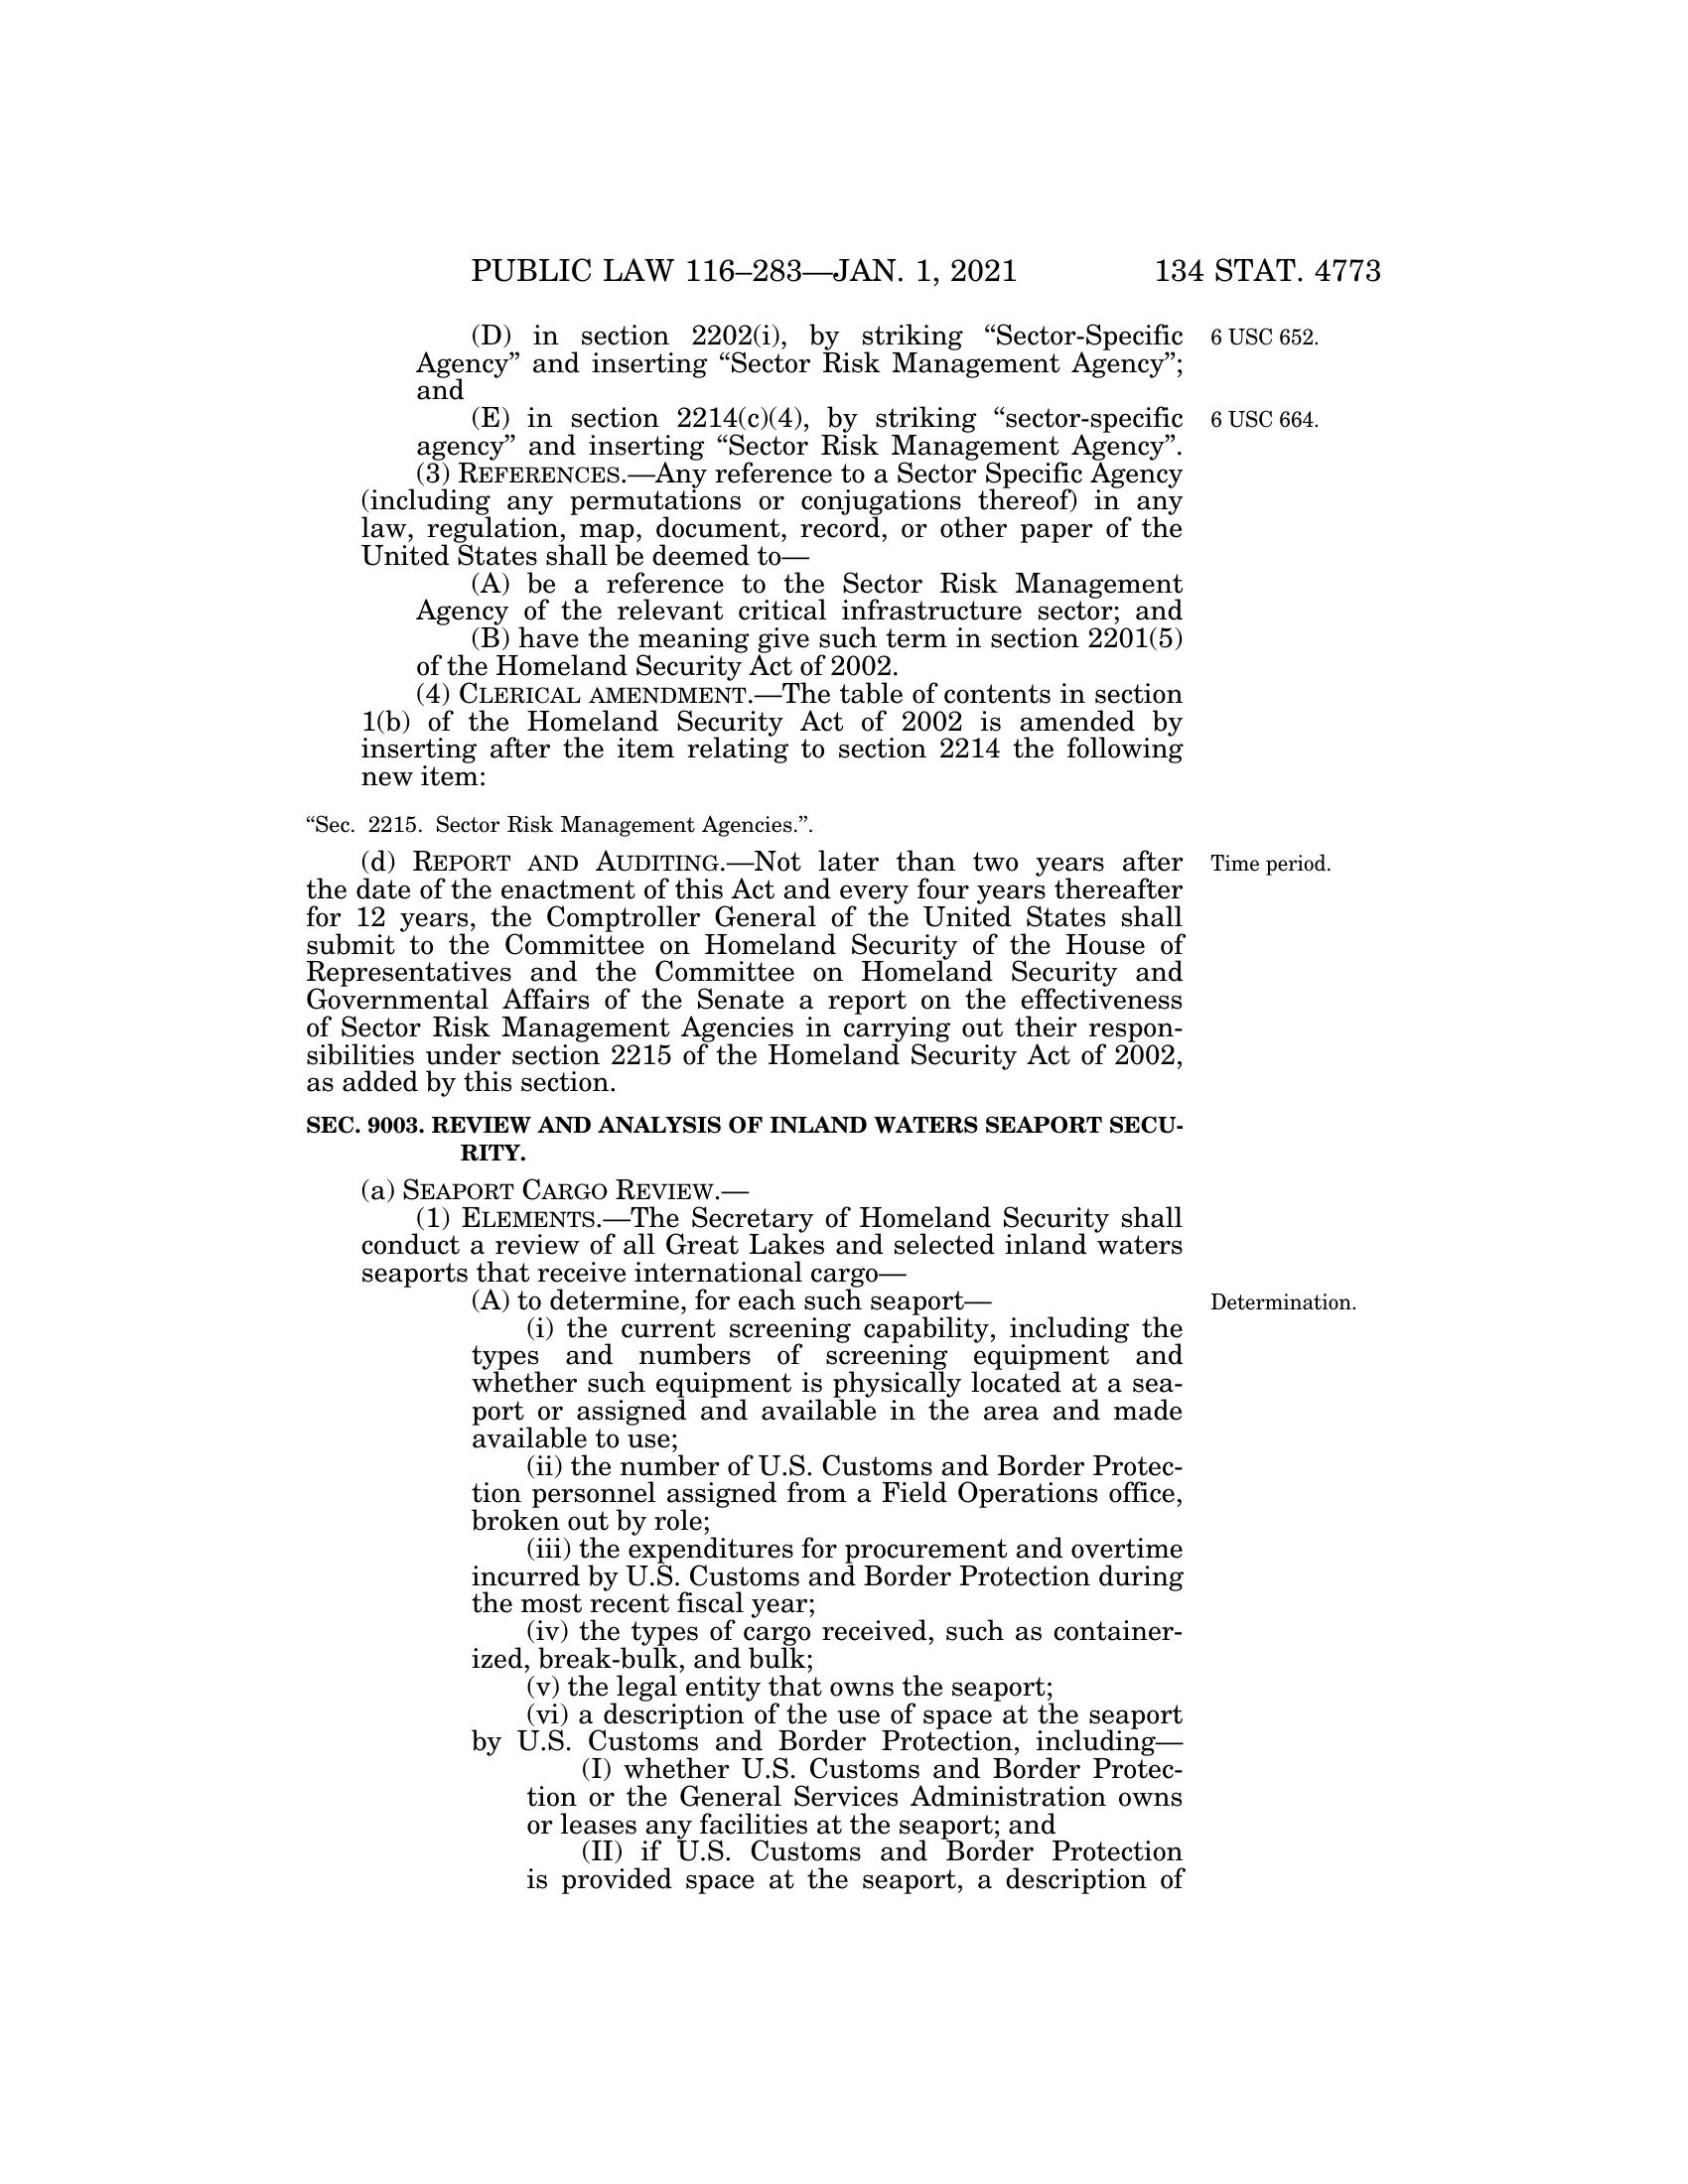 PUBLIC LAW 116–283—JAN. 1, 2021 134 STAT. 4773
(D) in section 2202(i), by striking “Sector-Specific 6 USC 652.
Agency” and inserting “Sector Risk Management Agency”;
and
(E) in section 2214(c)(4), by striking “sector-specific 6 USC 664.
agency” and inserting “Sector Risk Management Agency”.
(3) REFERENCES.—Any reference to a Sector Specific Agency
(including any permutations or conjugations thereof) in any
law, regulation, map, document, record, or other paper of the
United States shall be deemed to—
(A) be a reference to the Sector Risk Management
Agency of the relevant critical infrastructure sector; and
(B) have the meaning give such term in section 2201(5)
of the Homeland Security Act of 2002.
(4) CLERICAL AMENDMENT.—The table of contents in section
1(b) of the Homeland Security Act of 2002 is amended by
inserting after the item relating to section 2214 the following
new item:
“Sec. 2215. Sector Risk Management Agencies.”.
(d) REPORT AND AUDITING.—Not later than two years after Time period.
the date of the enactment of this Act and every four years thereafter
for 12 years, the Comptroller General of the United States shall
submit to the Committee on Homeland Security of the House of
Representatives and the Committee on Homeland Security and
Governmental Affairs of the Senate a report on the effectiveness
of Sector Risk Management Agencies in carrying out their respon-
sibilities under section 2215 of the Homeland Security Act of 2002,
as added by this section.
SEC. 9003. REVIEW AND ANALYSIS OF INLAND WATERS SEAPORT SECU-
RITY.
(a) SEAPORT CARGO REVIEW.—
(1) ELEMENTS.—The Secretary of Homeland Security shall
conduct a review of all Great Lakes and selected inland waters
seaports that receive international cargo—
(A) to determine, for each such seaport— Determination.
(i) the current screening capability, including the
types and numbers of screening equipment and
whether such equipment is physically located at a sea-
port or assigned and available in the area and made
available to use;
(ii) the number of U.S. Customs and Border Protec-
tion personnel assigned from a Field Operations office,
broken out by role;
(iii) the expenditures for procurement and overtime
incurred by U.S. Customs and Border Protection during
the most recent fiscal year;
(iv) the types of cargo received, such as container-
ized, break-bulk, and bulk;
(v) the legal entity that owns the seaport;
(vi) a description of the use of space at the seaport
by U.S. Customs and Border Protection, including—
(I) whether U.S. Customs and Border Protec-
tion or the General Services Administration owns
or leases any facilities at the seaport; and
(II) if U.S. Customs and Border Protection
is provided space at the seaport, a description of